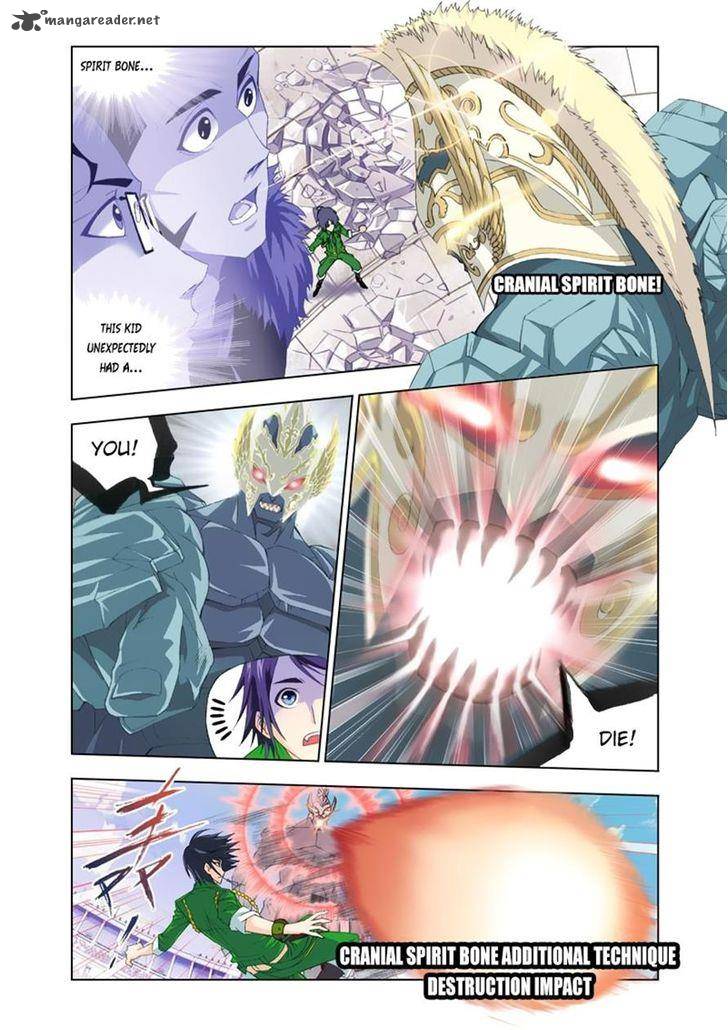 mangareader.net
SPIRIT BONE...
CRANIAL SPIRIT BONE!
THIS KID
UNEXPECTEDLY
HAD A...
YOU!
DIE!
CRANIAL SPIRIT BONE ADDITIONAL TECHNIQUE
DESTRUCTION IMPACT